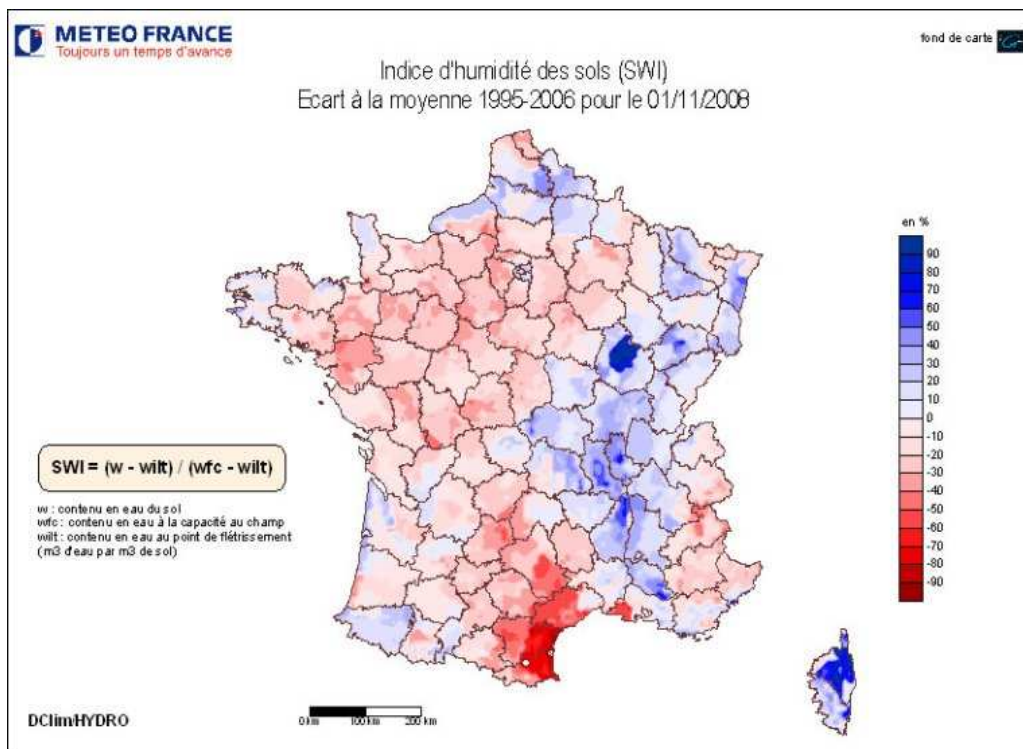 METEO FRANCE
Toujours un temps d'avance
fond de carte
Indice d'humidité des sols (SWI)
Ecart à la moyenne 1995-2006 pour le 01/11/2008
en %
90
80
70
60
50
40
30
20
10
0
-10
-20
-30
-40
-50
-60
-70
-80
-90
SWI = (w - wilt) / (wfc - wilt)
w : contenu en eau du sol
wfc : contenu en eau à la capacité au champ
wilt : contenu en eau au point de flétrissement
(m3 d'eau par m3 de sol)
DClim/HYDRO
0 km 100 km 200 km